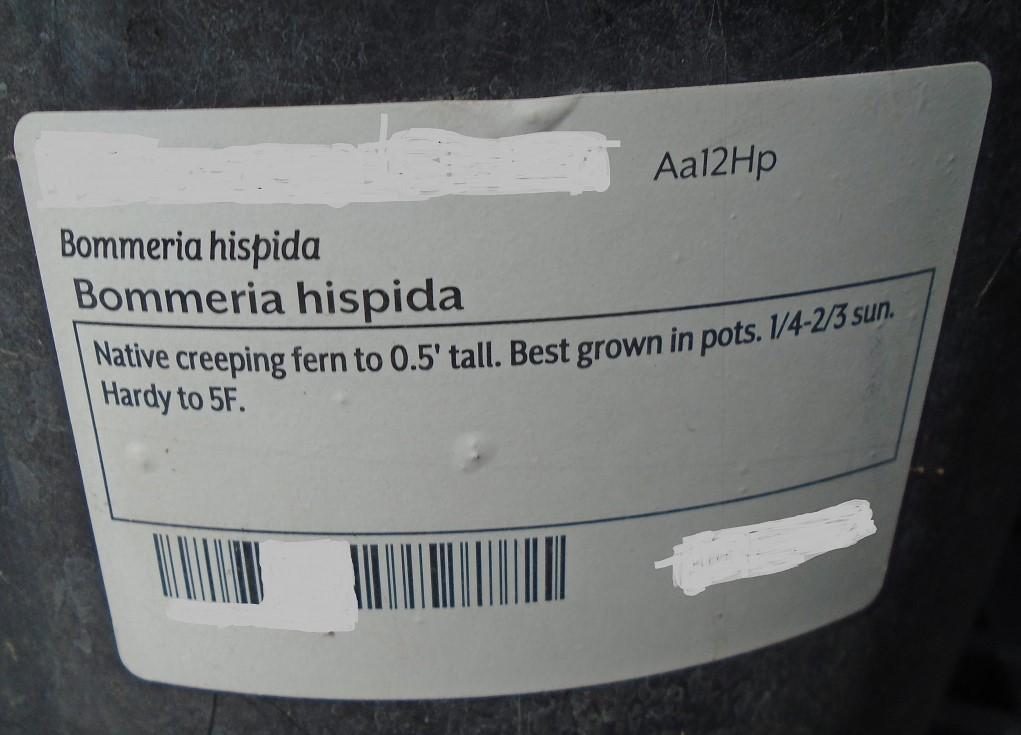 Aa12Hp
Bommeria hispida
Bommeria hispida
Native creeping fern to 0.5' tall. Best grown in pots. 1/4-2/3 sun.
Hardy to 5F.